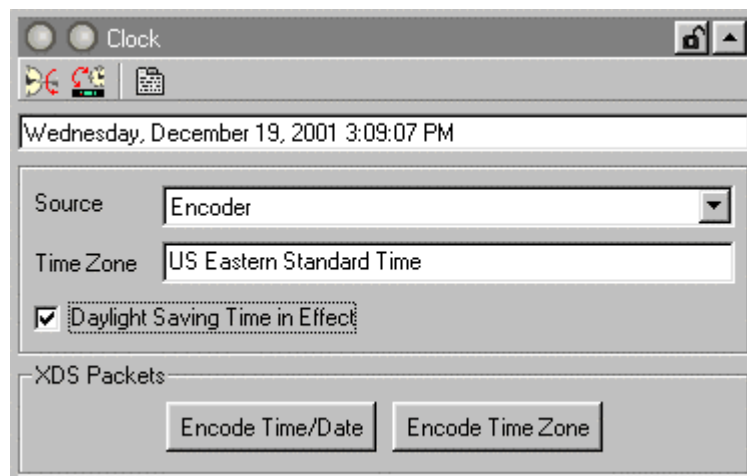 Clock
Wednesday, December 19, 2001 3:09:07 PM
Source
Encoder
Time Zone
US Eastern Standard Time
Daylight Saving Time in Effect
XDS Packets
Encode Time/Date
Encode Time Zone